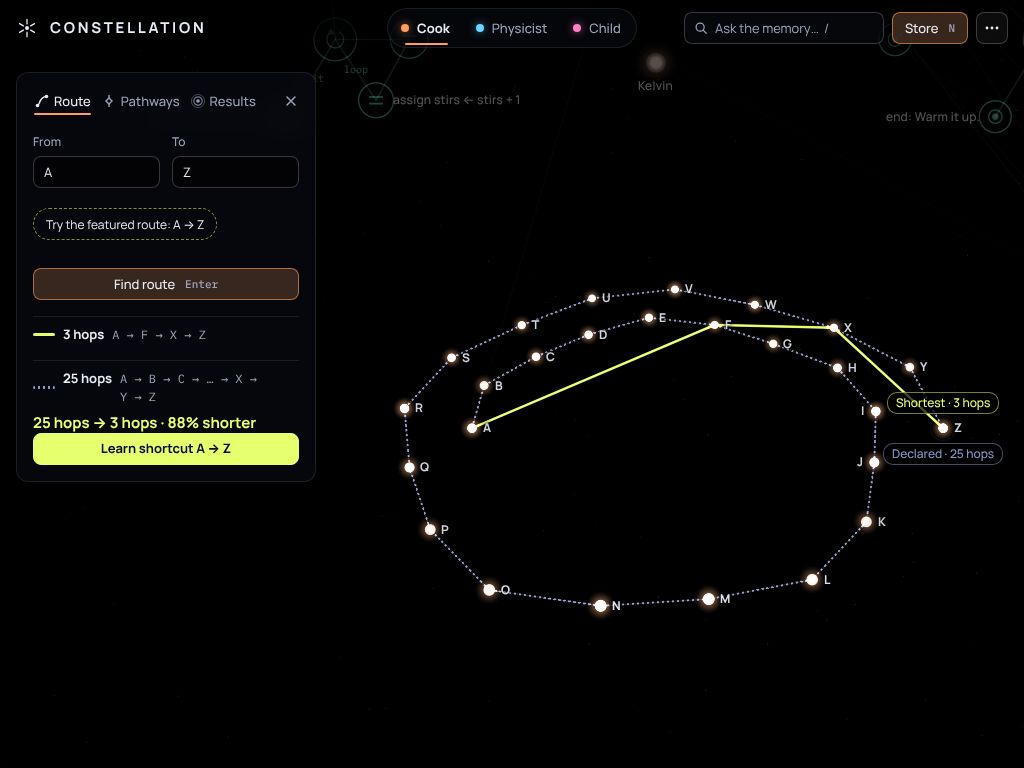 CONSTELLATION
Cook
Physicist
Child
Ask the memory… /
Store N
loop
Kelvin
assign stirs ← stirs + 1
end: Warm it up.
Route
Pathways
Results
From
To
A
Z
Try the featured route: A → Z
Find route Enter
3 hops A → F → X → Z
25 hops A → B → C → … → X →
Y → Z
25 hops → 3 hops · 88% shorter
Learn shortcut A → Z
U
V
W
T
E
F
X
D
G
S
C
H
Y
B
R
I
Shortest · 3 hops
A
Z
Declared · 25 hops
Q
J
P
K
O
L
N
M